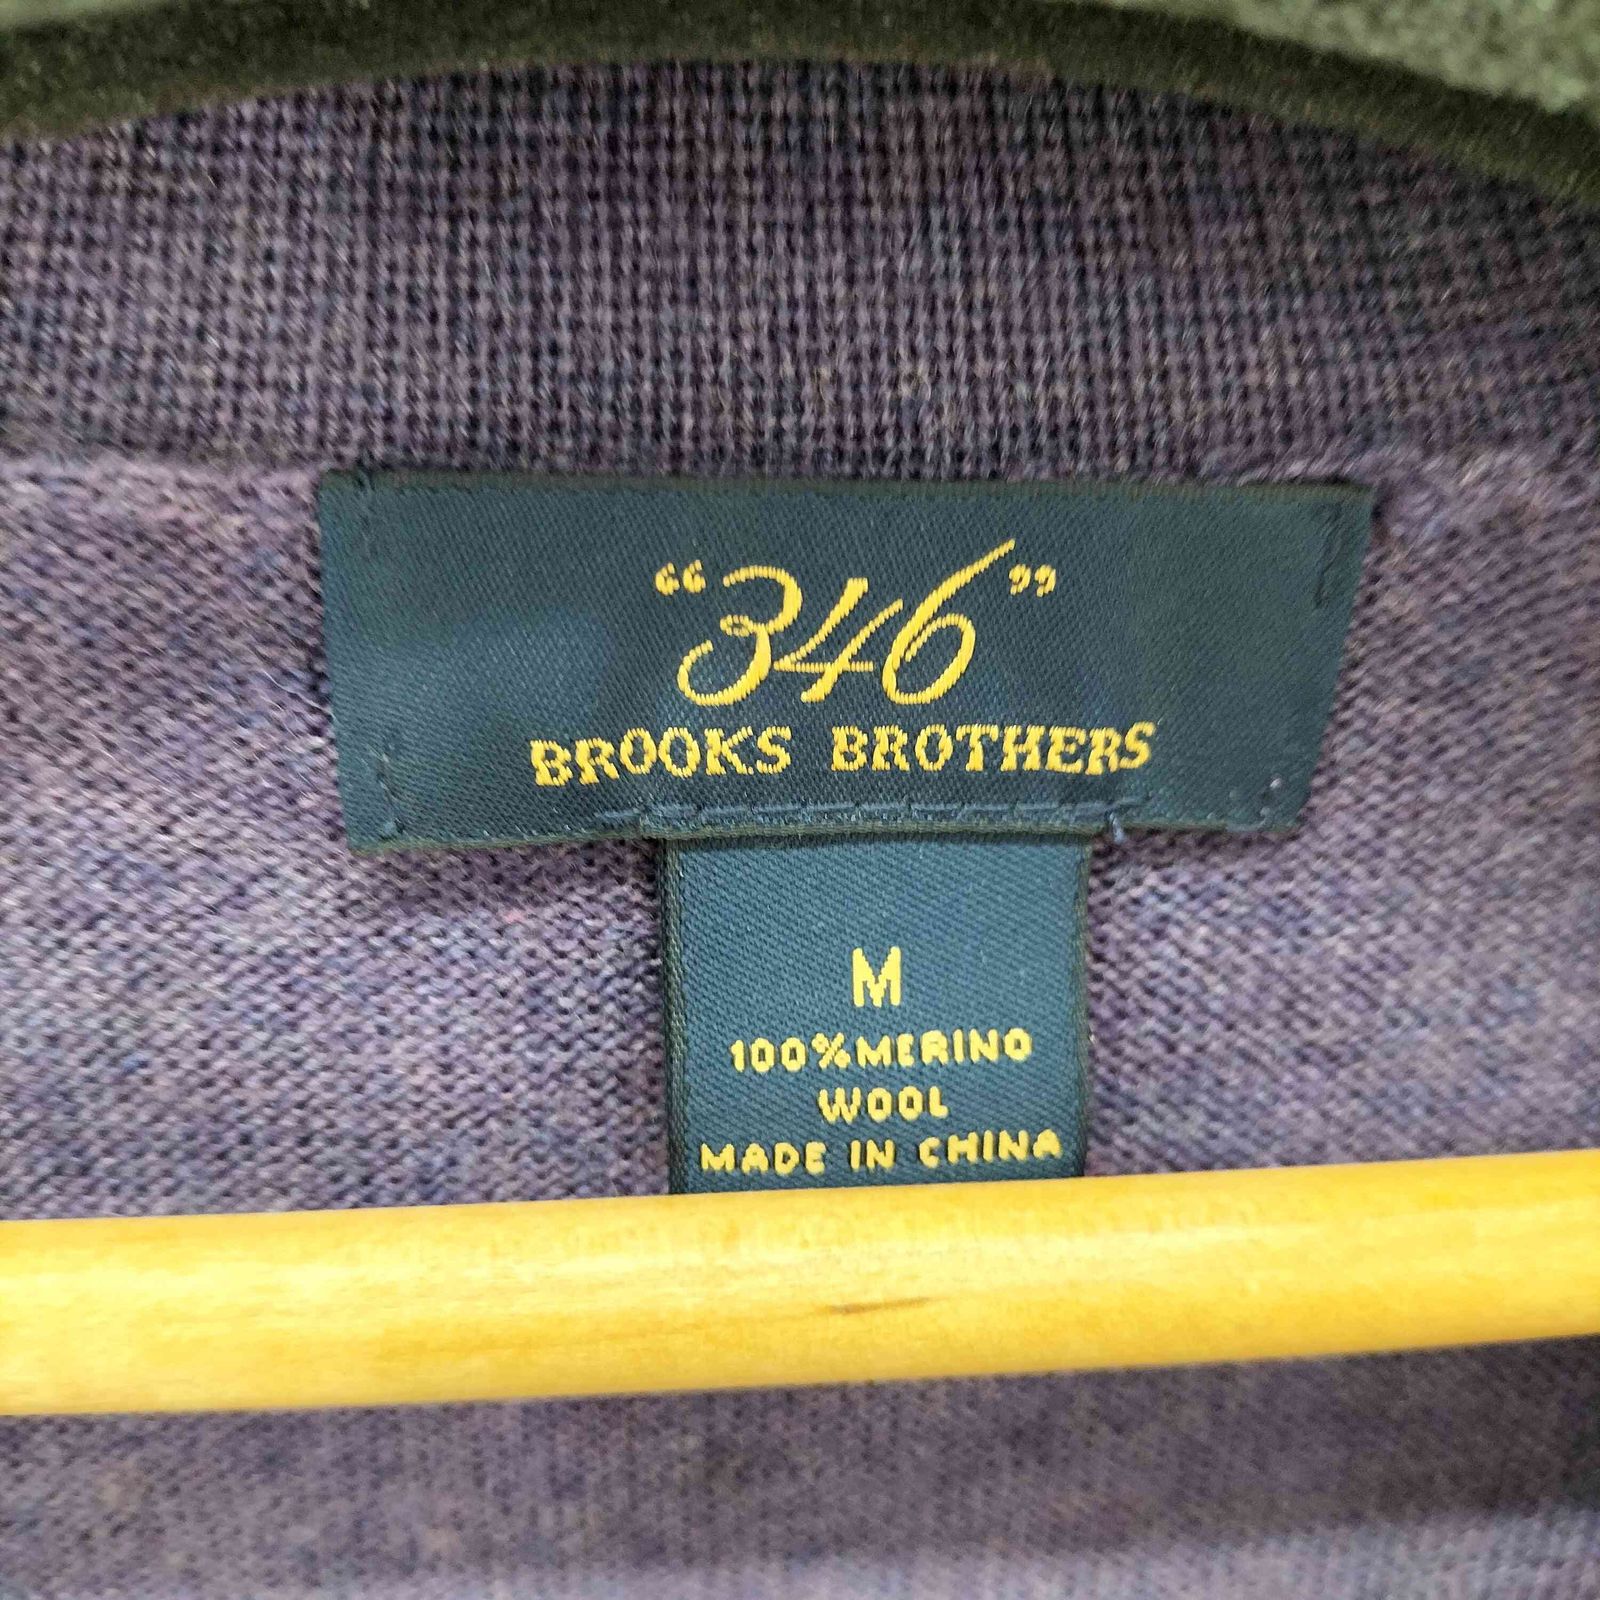 “346”
BROOKS BROTHERS
M
100%MERINO
WOOL
MADE IN CHINA